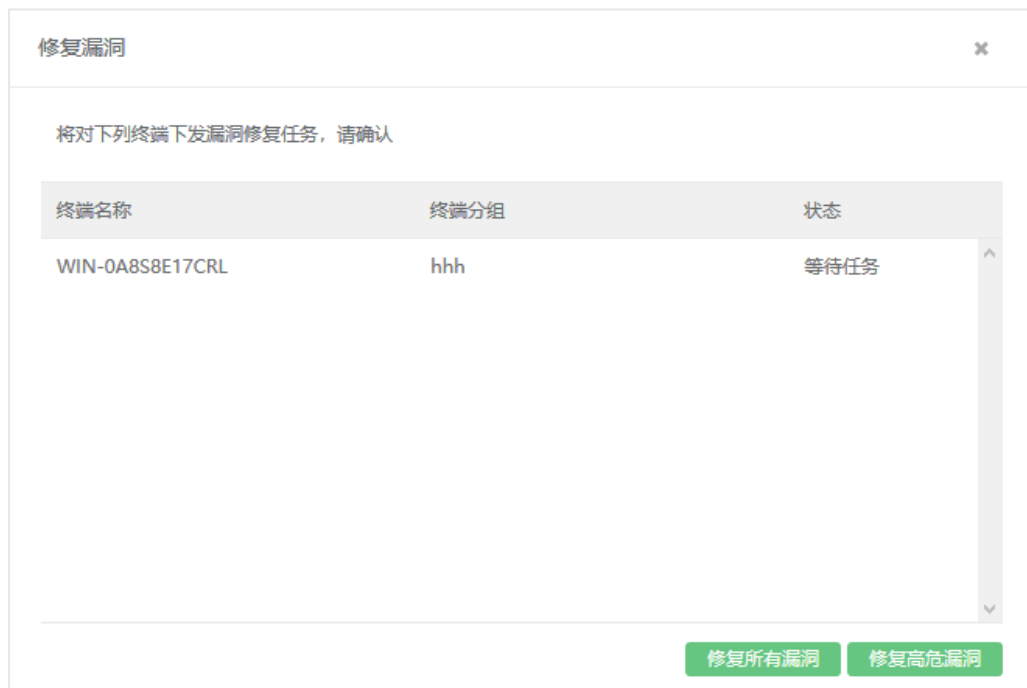 修复漏洞
将对下列终端下发漏洞修复任务，请确认
终端名称 终端分组 状态
WIN-0A8S8E17CRL hhh 等待任务
修复所有漏洞 修复高危漏洞